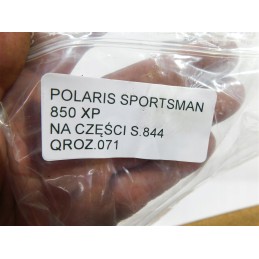 POLARIS SPORTSMAN
850 XP
NA CZĘŚCI S.844
QROZ.071